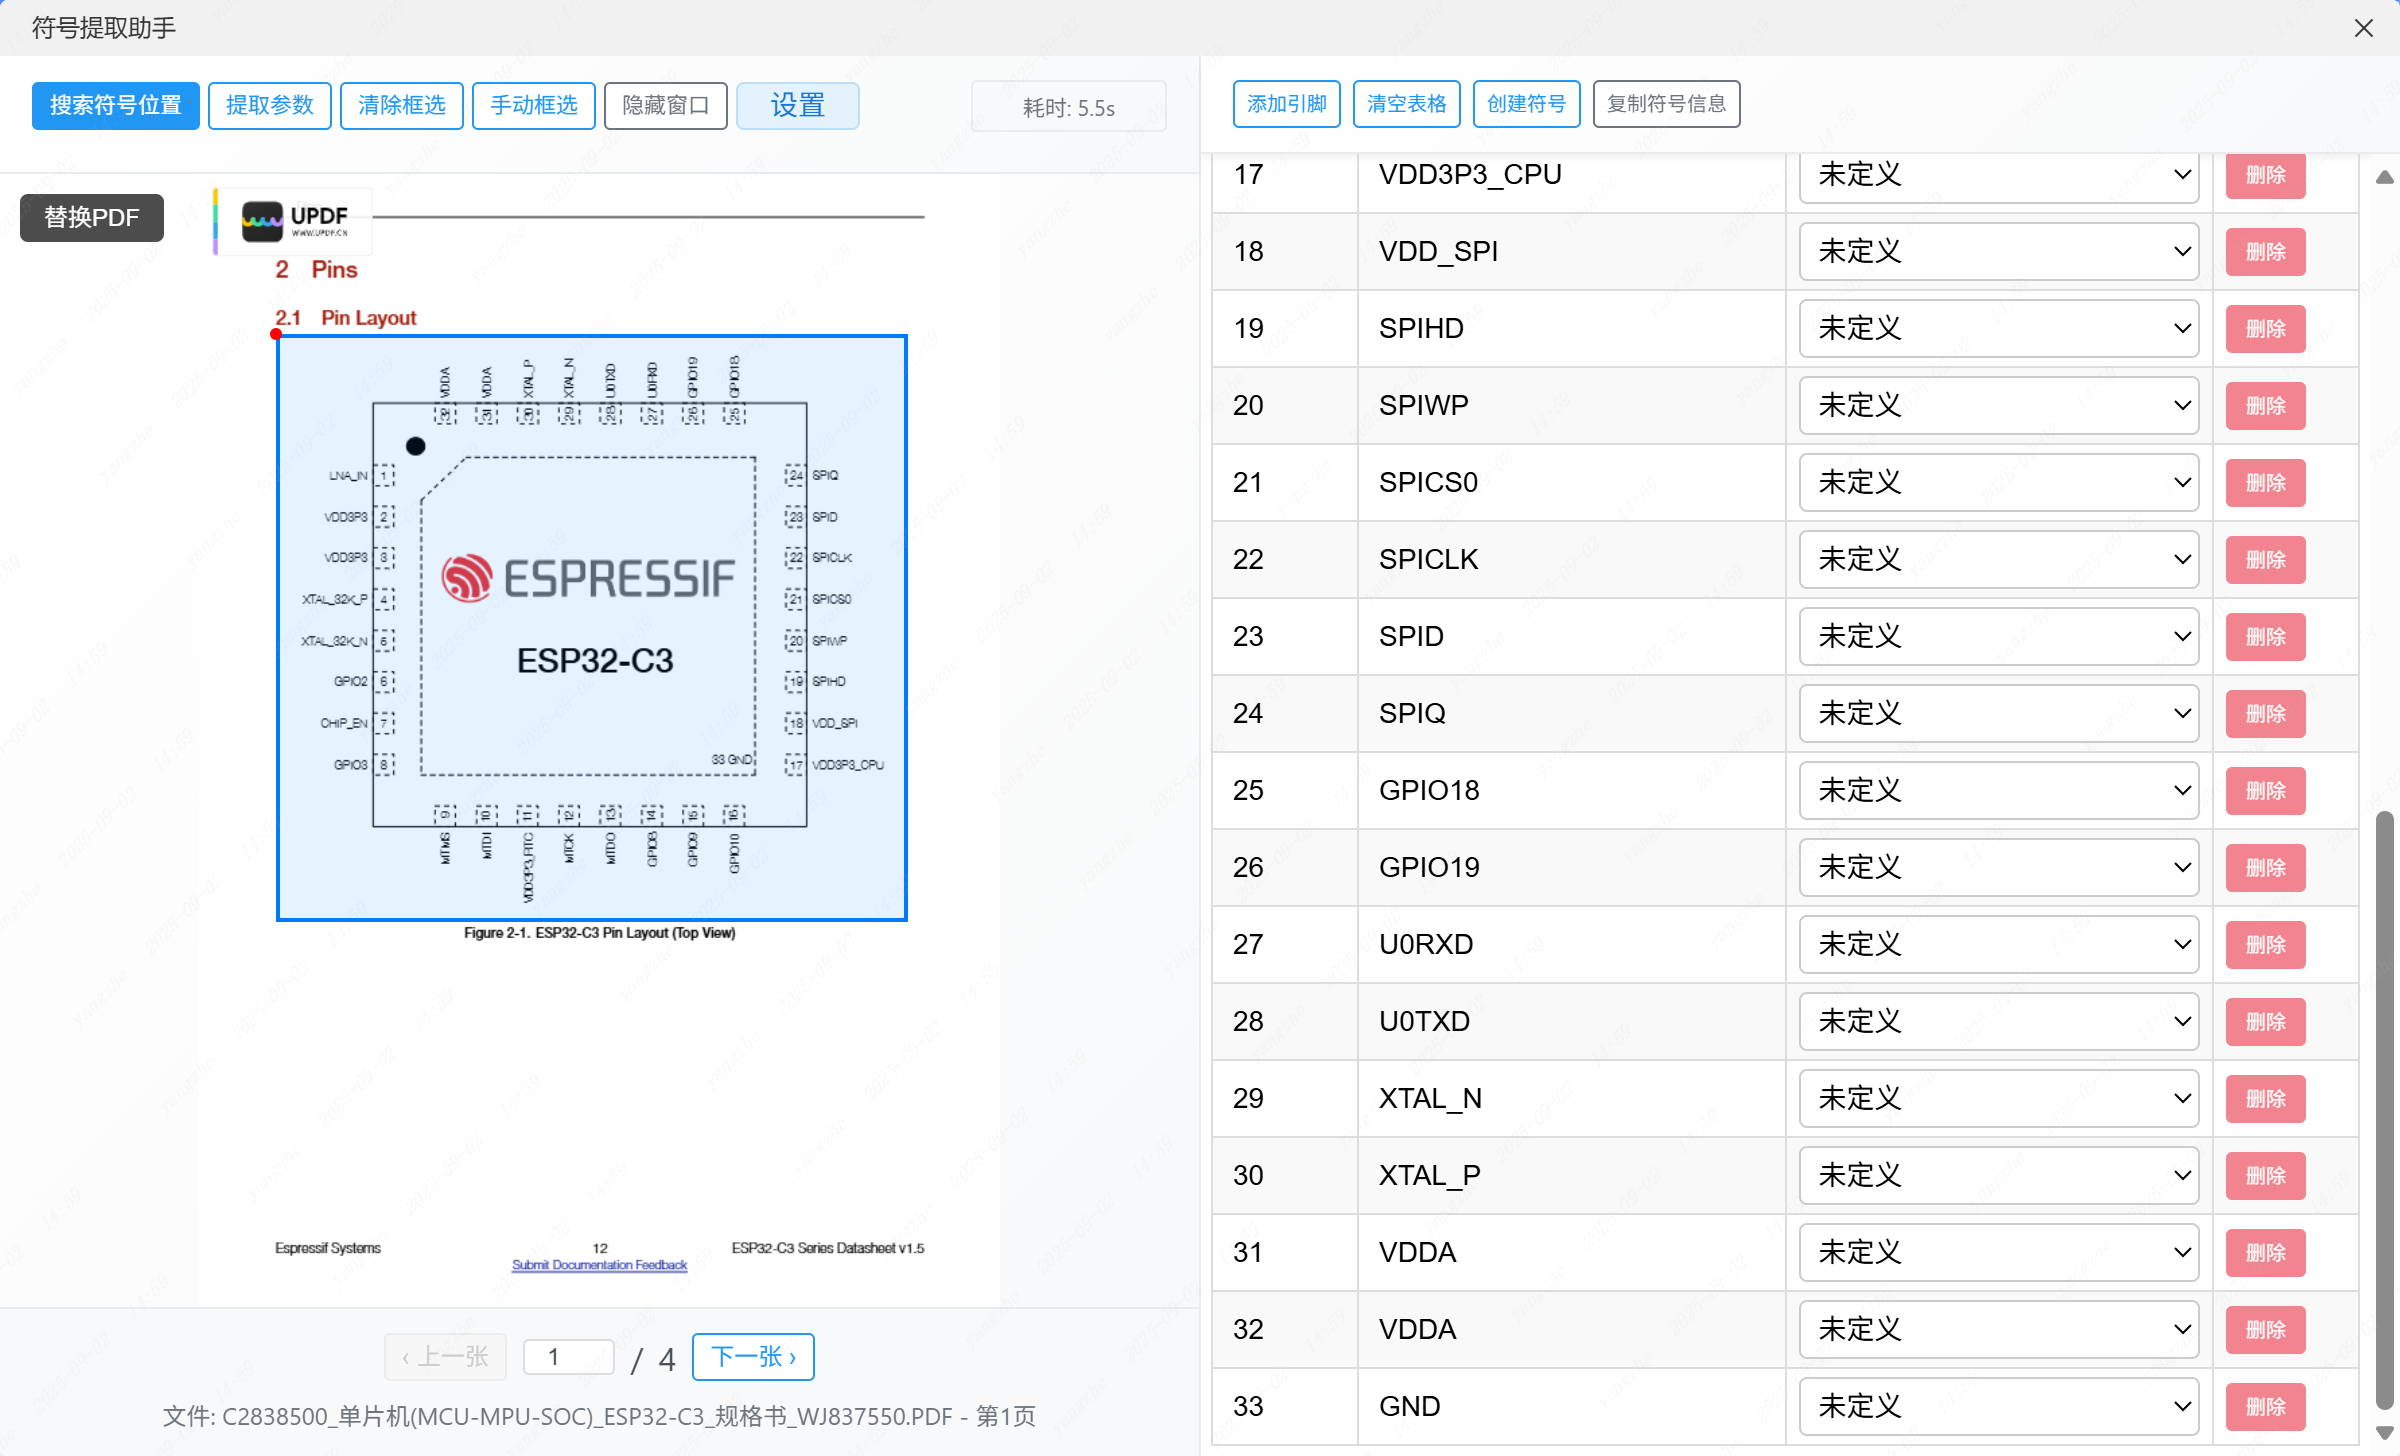 符号提取助手
搜索符号位置 提取参数 清除框选 手动框选 隐藏窗口 设置 耗时: 5.5s
添加引脚 清空表格 创建符号 复制符号信息
替换PDF
UPDF
WWW.UPDF.CN
2 Pins
2.1 Pin Layout
32 VDDA
31 VDDA
30 XTAL_P
29 XTAL_N
28 U0TXD
27 U0RXD
26 GPIO19
25 GPIO18
LNA_IN 1
VDD3P3 2
VDD3P3 3
XTAL_32K_P 4
XTAL_32K_N 5
GPIO2 6
CHIP_EN 7
GPIO3 8
ESPRESSIF
ESP32-C3
33 GND
24 SPIQ
23 SPID
22 SPICLK
21 SPICS0
20 SPIWP
19 SPIHD
18 VDD_SPI
17 VDD3P3_CPU
9 MTMS
10 MTDI
11 VDD3P3_RTC
12 MTCK
13 MTDO
14 GPIO8
15 GPIO9
16 GPIO10
Figure 2-1. ESP32-C3 Pin Layout (Top View)
Espressif Systems 12 ESP32-C3 Series Datasheet v1.5
Submit Documentation Feedback
‹ 上一张 1 / 4 下一张 ›
文件: C2838500_单片机(MCU-MPU-SOC)_ESP32-C3_规格书_WJ837550.PDF - 第1页
17 VDD3P3_CPU 未定义 删除
18 VDD_SPI 未定义 删除
19 SPIHD 未定义 删除
20 SPIWP 未定义 删除
21 SPICS0 未定义 删除
22 SPICLK 未定义 删除
23 SPID 未定义 删除
24 SPIQ 未定义 删除
25 GPIO18 未定义 删除
26 GPIO19 未定义 删除
27 U0RXD 未定义 删除
28 U0TXD 未定义 删除
29 XTAL_N 未定义 删除
30 XTAL_P 未定义 删除
31 VDDA 未定义 删除
32 VDDA 未定义 删除
33 GND 未定义 删除